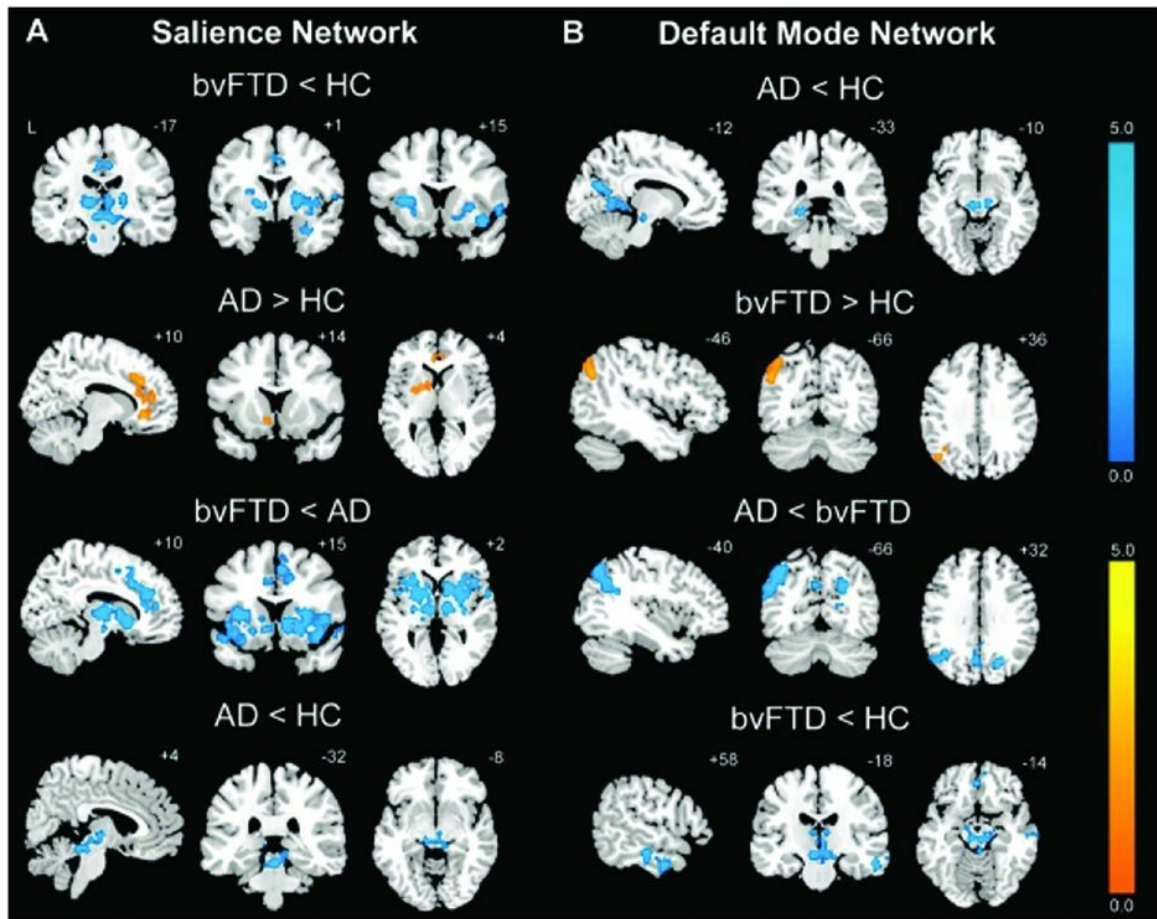 A Salience Network
bvFTD < HC
L -17 +1 +15
AD > HC
+10 +14 +4
bvFTD < AD
+10 +15 +2
AD < HC
+4 -32 -8
B Default Mode Network
AD < HC
-12 -33 -10
bvFTD > HC
-46 -66 +36
AD < bvFTD
-40 -66 +32
bvFTD < HC
+58 -18 -14
5.0
0.0
5.0
0.0